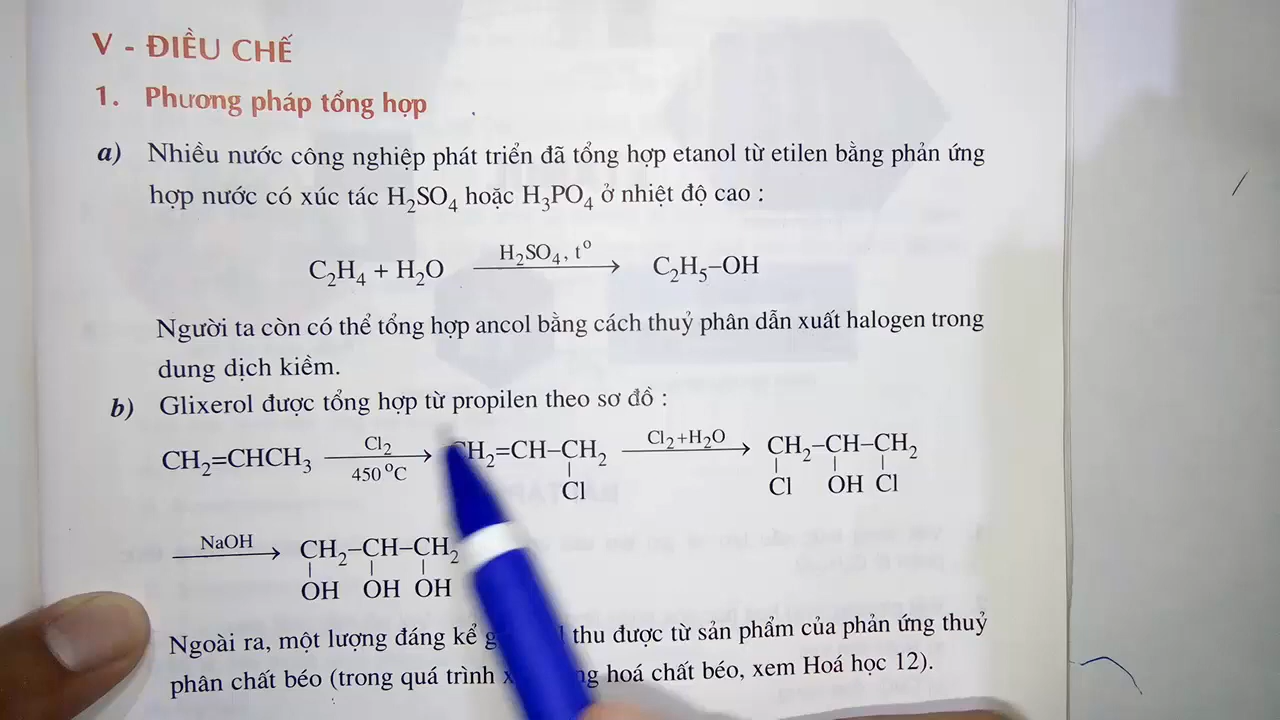 V - ĐIỀU CHẾ
1. Phương pháp tổng hợp
a) Nhiều nước công nghiệp phát triển đã tổng hợp etanol từ etilen bằng phản ứng
hợp nước có xúc tác H₂SO₄ hoặc H₃PO₄ ở nhiệt độ cao :
H₂SO₄, t°
C₂H₄ + H₂O ⟶ C₂H₅–OH
Người ta còn có thể tổng hợp ancol bằng cách thuỷ phân dẫn xuất halogen trong
dung dịch kiềm.
b) Glixerol được tổng hợp từ propilen theo sơ đồ :
Cl₂ Cl₂+H₂O
CH₂=CHCH₃ ⟶ CH₂=CH–CH₂ ⟶ CH₂–CH–CH₂
450°C Cl Cl OH Cl
NaOH
⟶ CH₂–CH–CH₂
OH OH OH
Ngoài ra, một lượng đáng kể thu được từ sản phẩm của phản ứng thuỷ
phân chất béo (trong quá trình hoá chất béo, xem Hoá học 12).